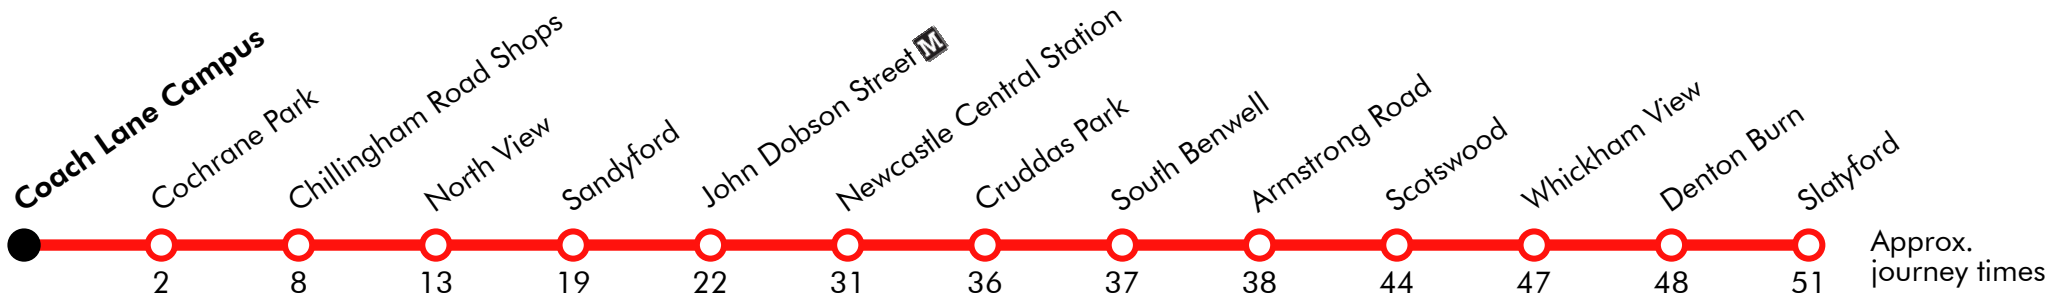 Coach Lane Campus
Cochrane Park
Chillingham Road Shops
North View
Sandyford
John Dobson Street M
Newcastle Central Station
Cruddas Park
South Benwell
Armstrong Road
Scotswood
Whickham View
Denton Burn
Slatyford
2 8 13 19 22 31 36 37 38 44 47 48 51
Approx.
journey times